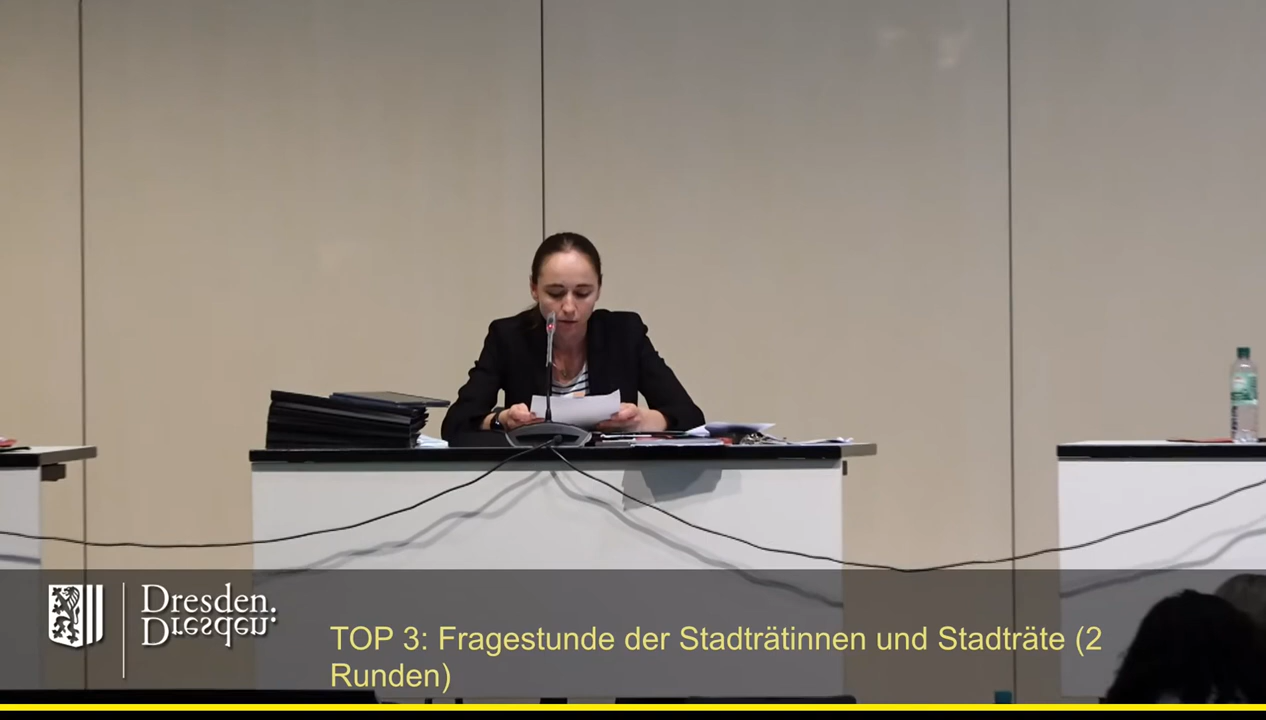 Dresden.
Dresden.
TOP 3: Fragestunde der Stadträtinnen und Stadträte (2
Runden)